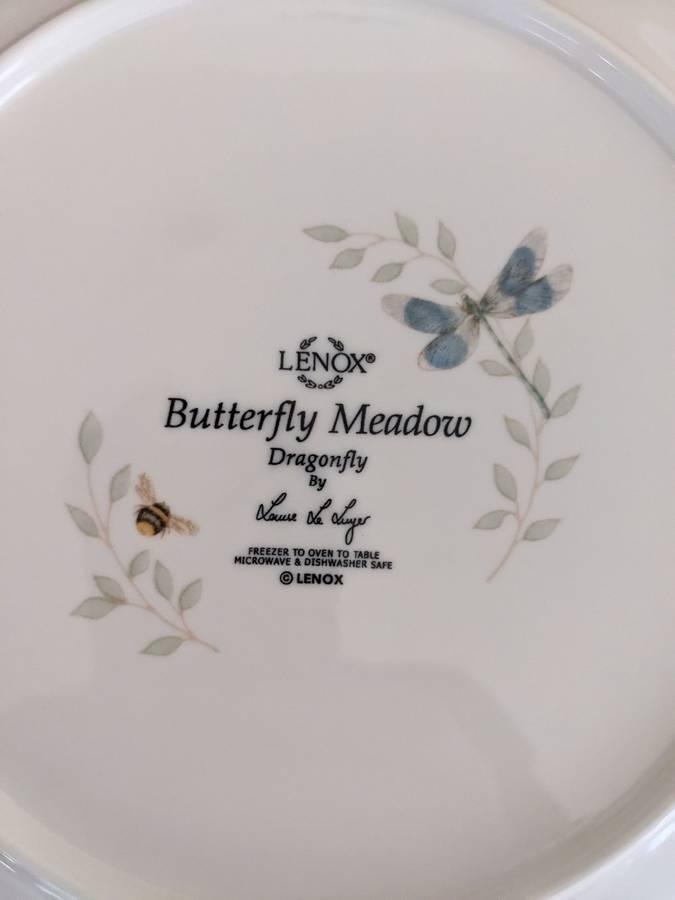 LENOX®
Butterfly Meadow
Dragonfly
By
Louise Le Luyer
FREEZER TO OVEN TO TABLE
MICROWAVE & DISHWASHER SAFE
© LENOX